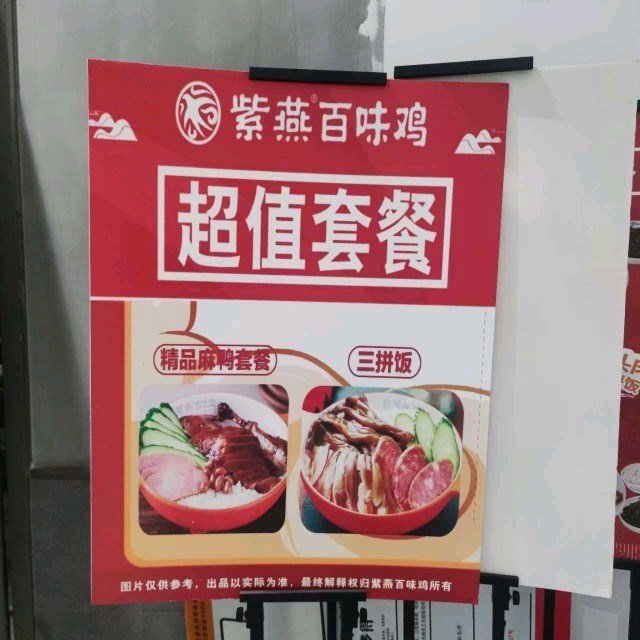 紫燕®百味鸡
超值套餐
精品麻鸭套餐
三拼饭
图片仅供参考，出品以实际为准，最终解释权归紫燕百味鸡所有